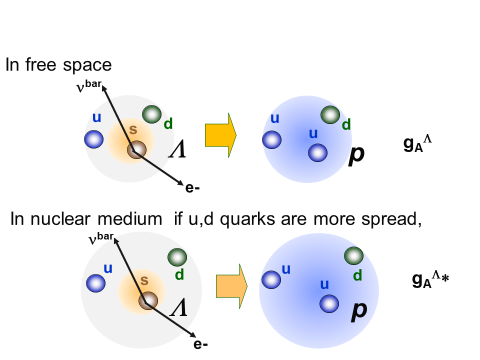 In free space
νbar
u
s
d
Λ
e-
u
u
d
p
gAΛ
In nuclear medium if u,d quarks are more spread,
νbar
u
s
d
Λ
e-
u
u
d
p
gAΛ*